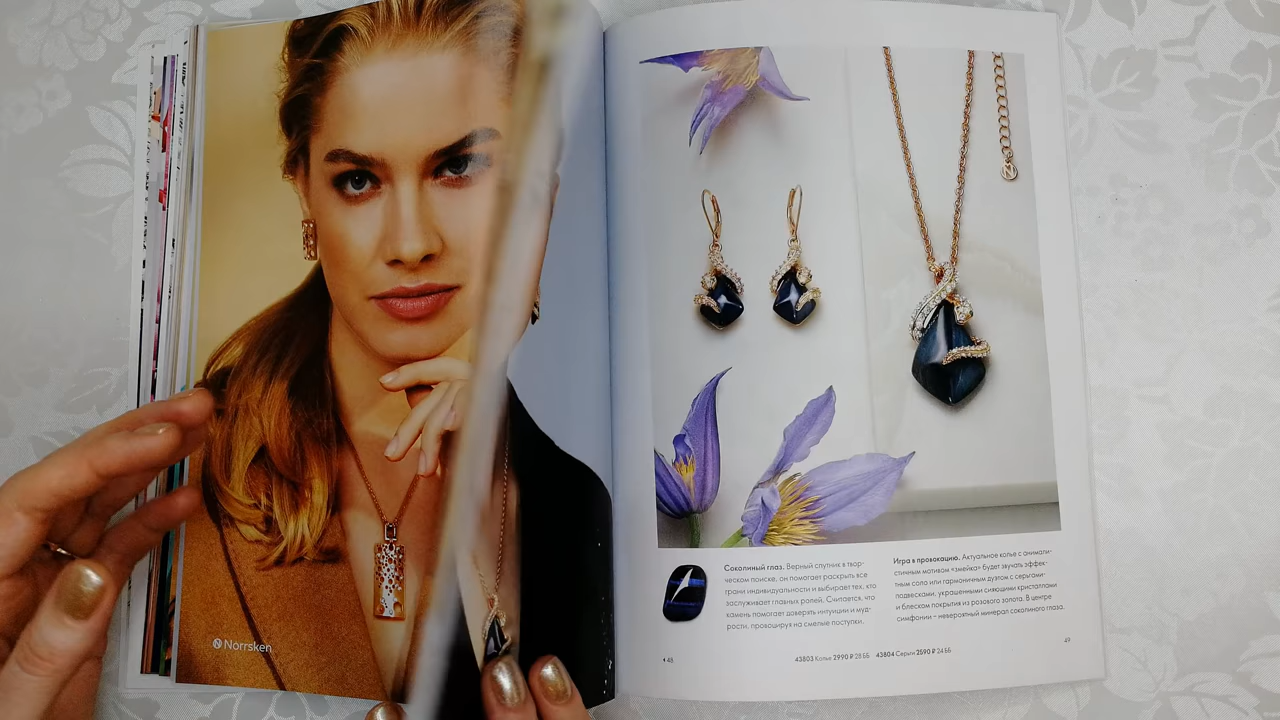 Norrsken
Соколиный глаз. Верный спутник в твор-
ческом поиске, он помогает раскрыть все
грани индивидуальности и выбирает тех, кто
заслуживает главных ролей. Считается, что
камень помогает доверять интуиции и муд-
рости, провоцируя на смелые поступки.
Игра в провокацию. Актуальное колье с анимали-
стичным мотивом «змейка» будет звучать эффек-
тным соло или гармоничным дуэтом с серьгами-
подвесками, украшенными сияющими кристаллами
и блеском покрытия из розового золота. В центре
симфонии – невероятный минерал соколиного глаза.
48
43803 Колье 2990 ₽ 28 ББ 43804 Серьги 2590 ₽ 24 ББ
49